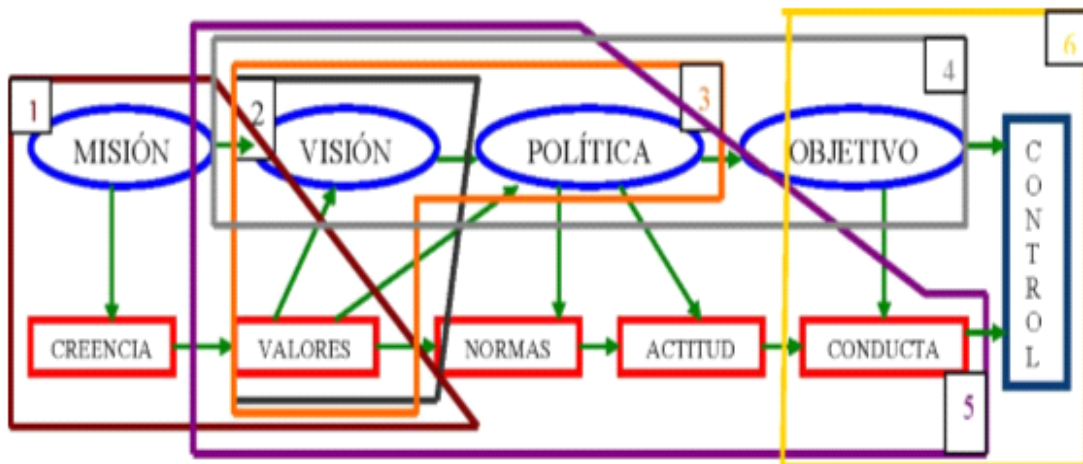 6
4
1
2
3
MISIÓN
VISIÓN
POLÍTICA
OBJETIVO
CONTROL
CREENCIA
VALORES
NORMAS
ACTITUD
CONDUCTA
5